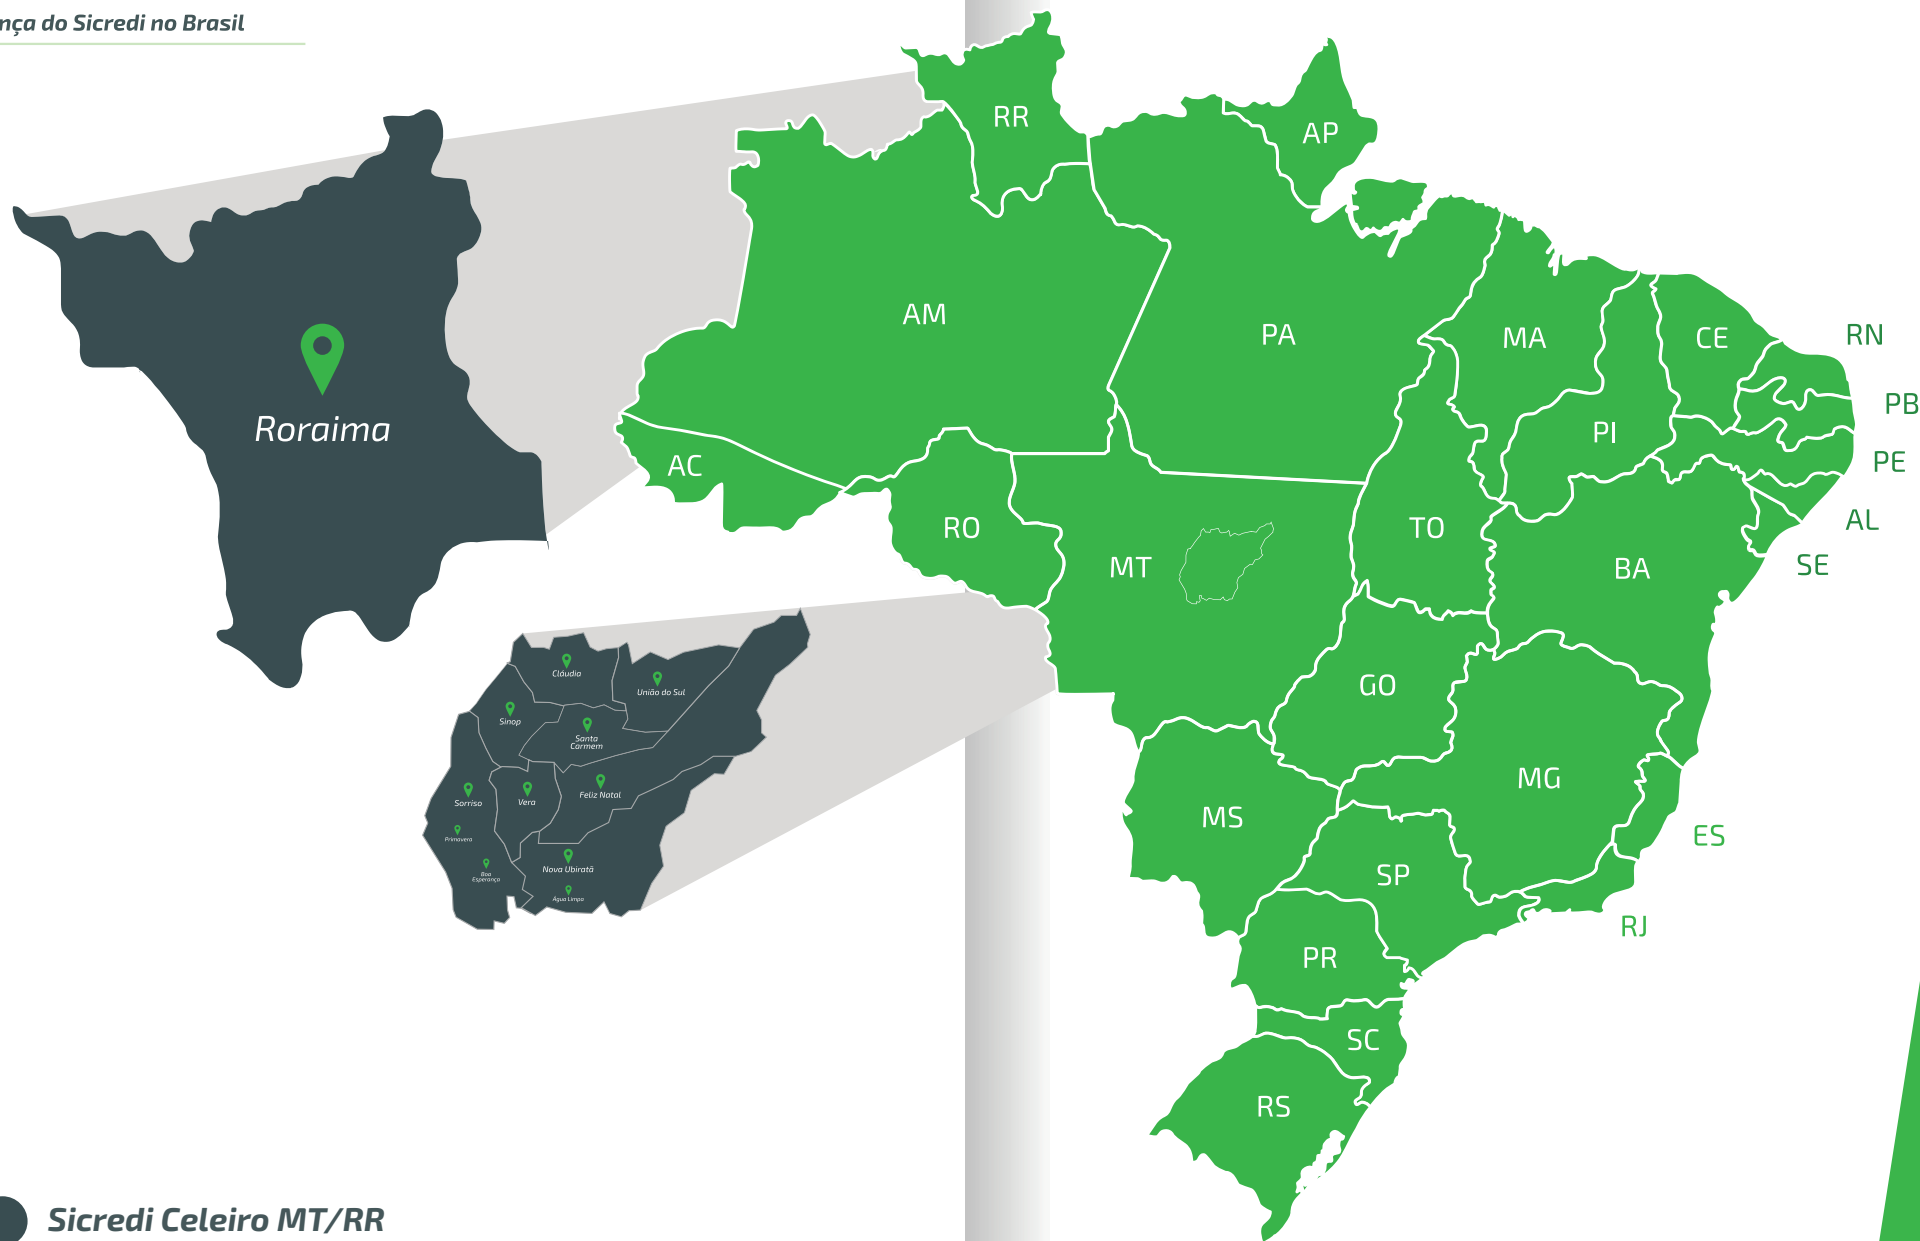 nça do Sicredi no Brasil
RR
AP
AM
PA
MA
CE
RN
PB
PI
PE
AC
RO
MT
TO
BA
AL
SE
Roraima
GO
MG
MS
ES
SP
RJ
PR
SC
RS
Cláudia
União do Sul
Sinop
Santa
Carmem
Sorriso
Vera
Feliz Natal
Primavera
Boa
Esperança
Nova Ubiratã
Água Limpa
Sicredi Celeiro MT/RR